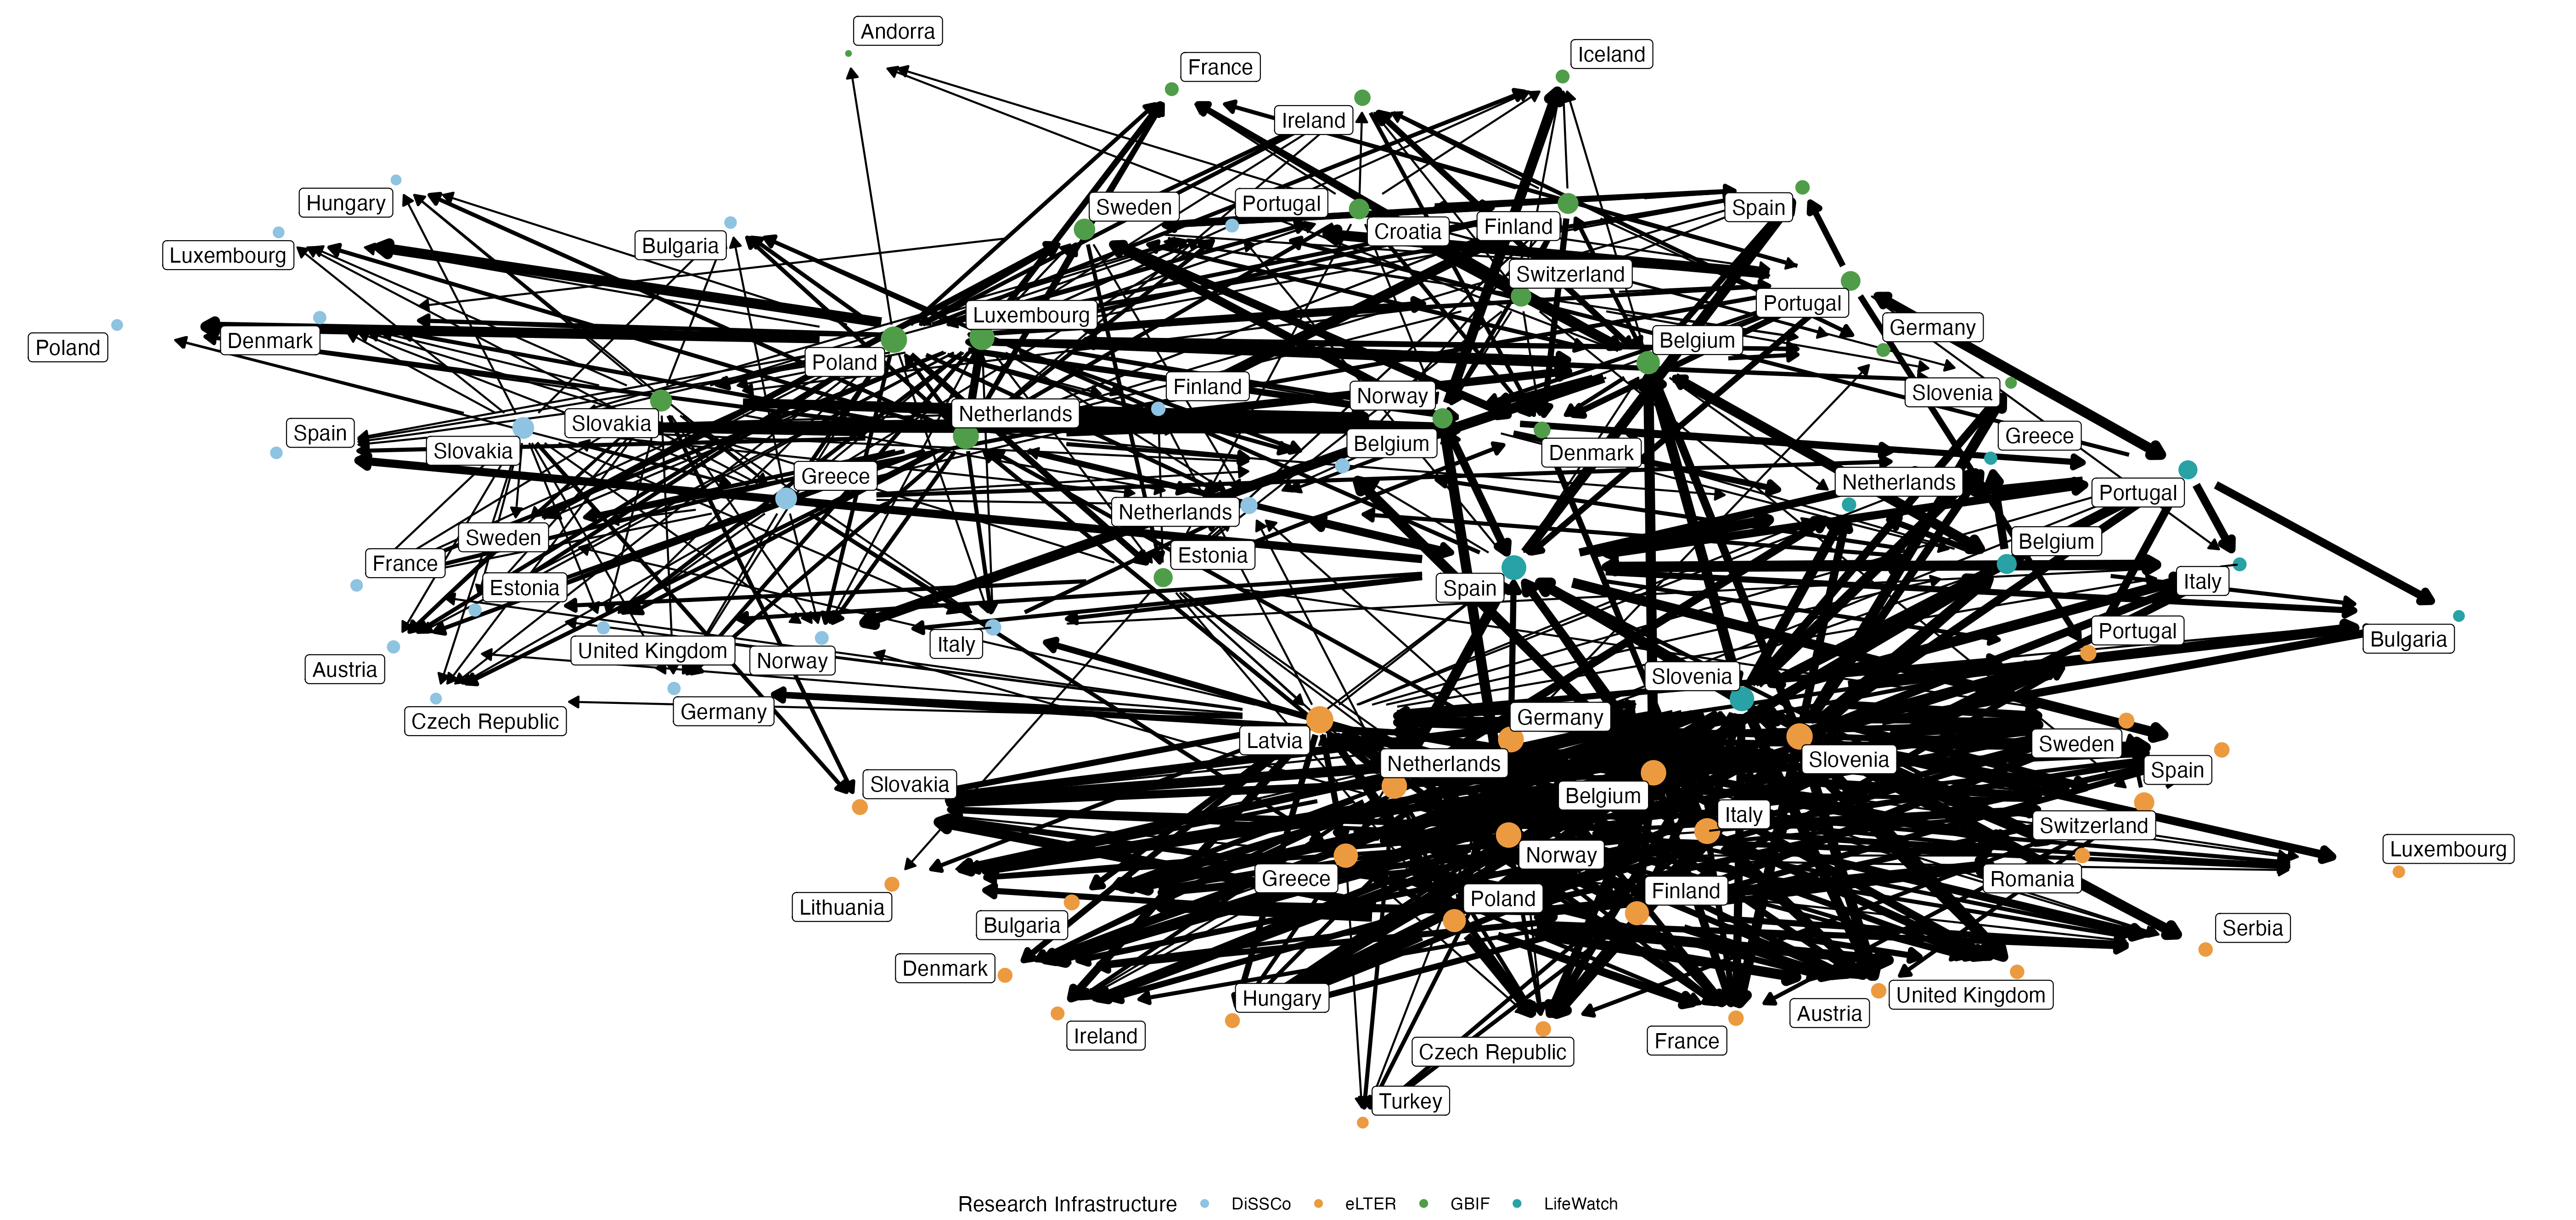 Andorra
France
Iceland
Ireland
Hungary
Sweden
Portugal
Spain
Luxembourg
Bulgaria
Croatia
Finland
Switzerland
Portugal
Luxembourg
Germany
Poland
Denmark
Poland
Belgium
Finland
Norway
Slovenia
Spain
Slovakia
Netherlands
Slovakia
Belgium
Denmark
Greece
Greece
Netherlands
Portugal
Netherlands
Sweden
France
Estonia
Belgium
Estonia
Spain
Italy
United Kingdom
Norway
Italy
Portugal
Bulgaria
Austria
Slovenia
Czech Republic
Germany
Germany
Latvia
Netherlands
Slovenia
Sweden
Spain
Slovakia
Belgium
Italy
Switzerland
Luxembourg
Norway
Greece
Finland
Romania
Lithuania
Poland
Bulgaria
Serbia
Denmark
Hungary
United Kingdom
Ireland
Austria
Czech Republic
France
Turkey
Research Infrastructure DiSSCo eLTER GBIF LifeWatch